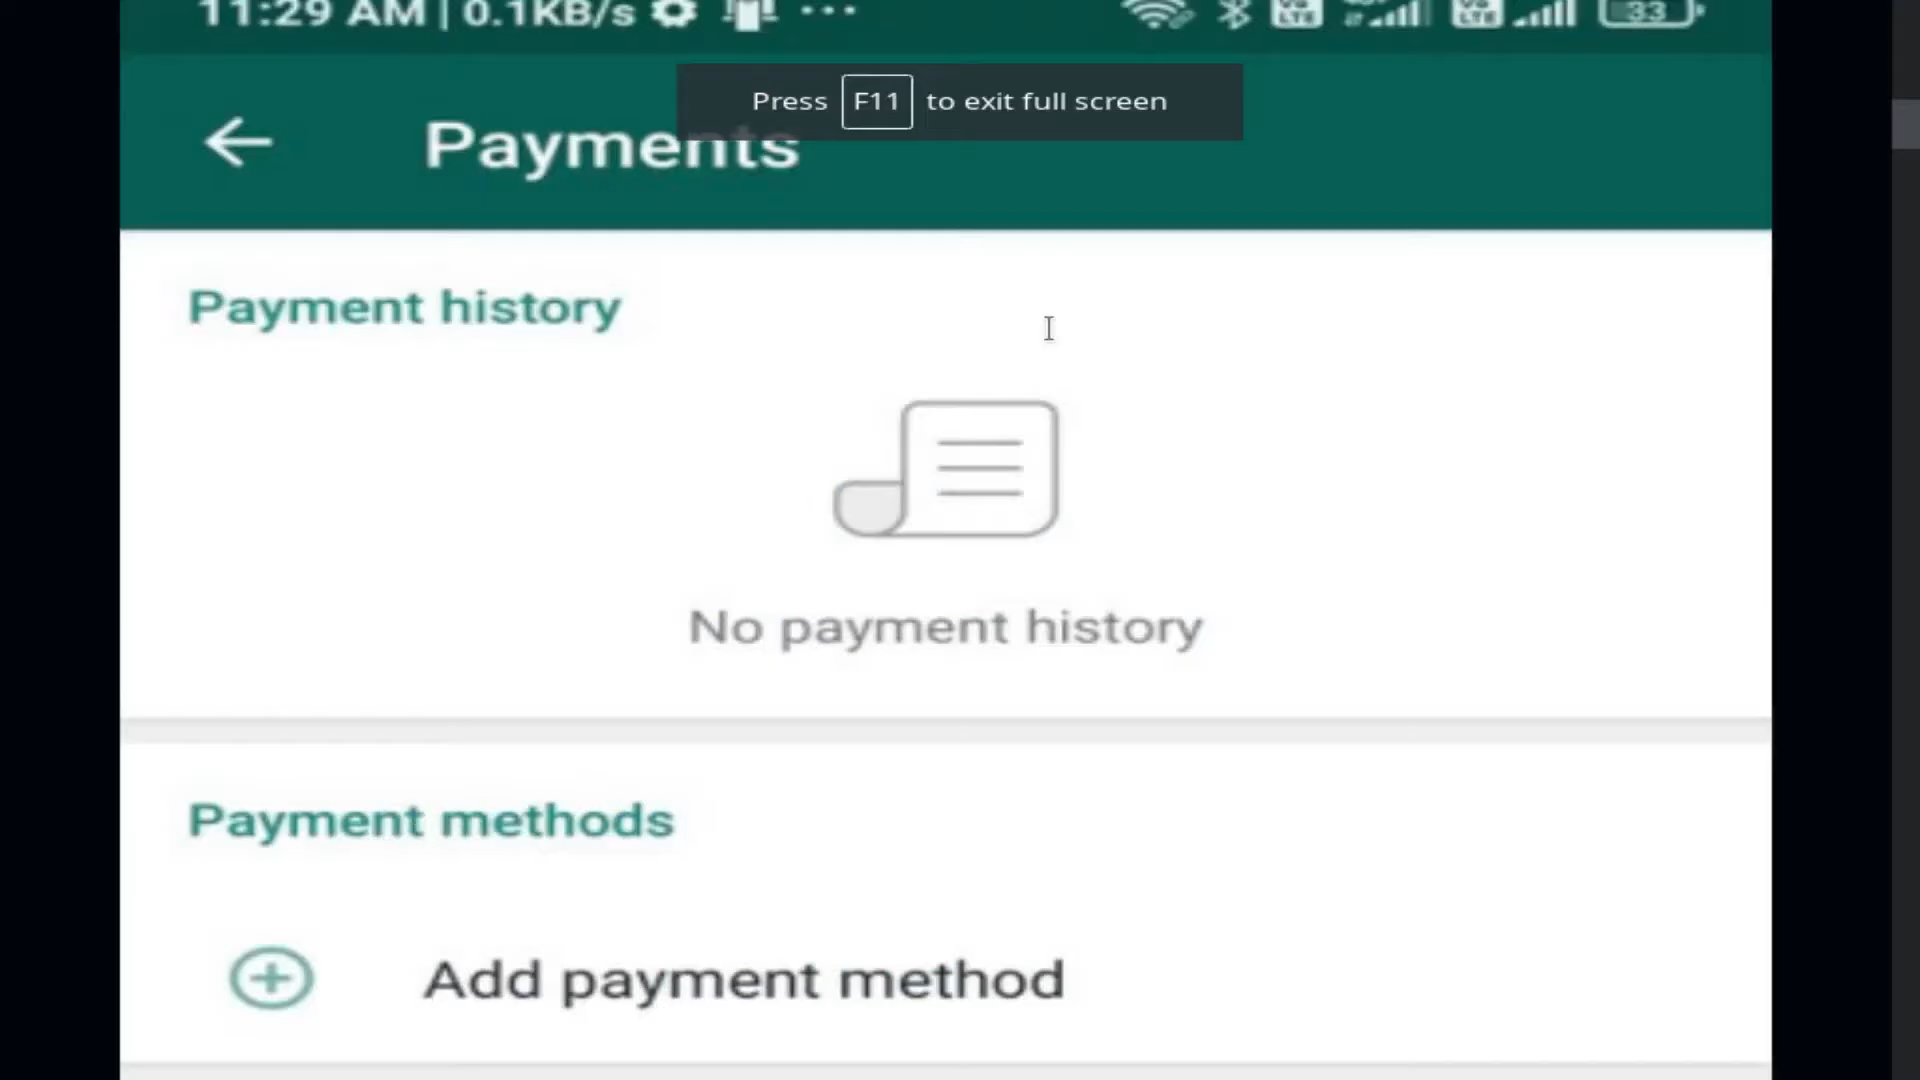 11:29 AM | 0.1KB/s ... 33
Press F11 to exit full screen
Payments
Payment history
No payment history
Payment methods
Add payment method